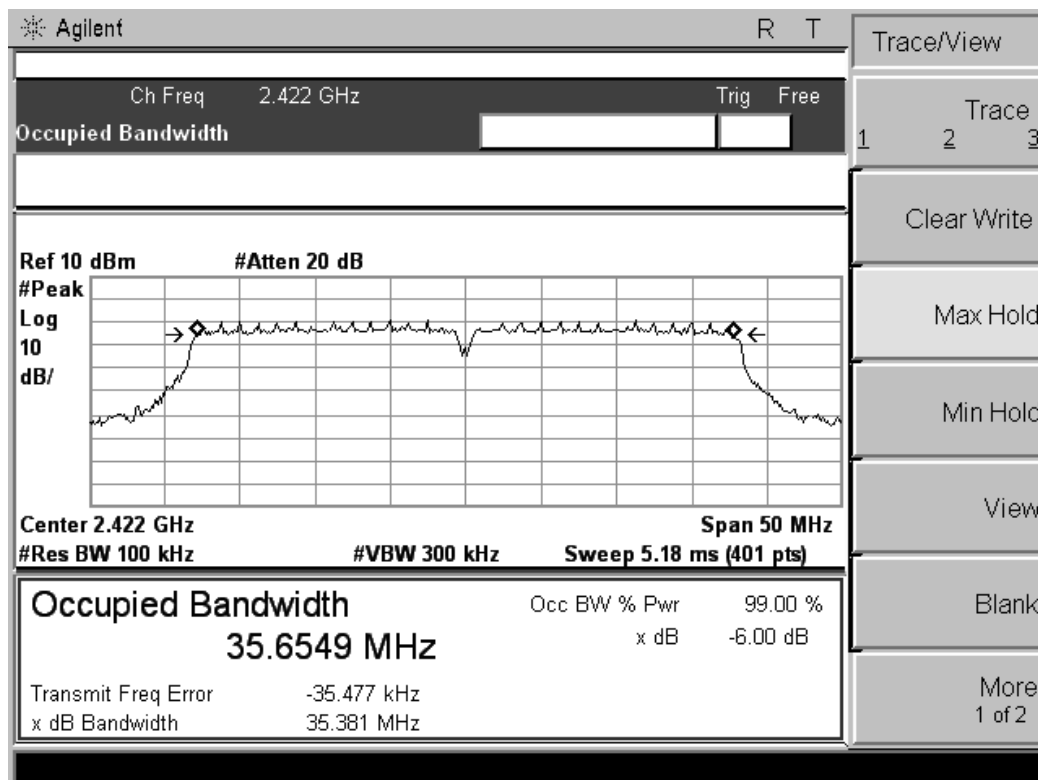 Agilent R T
Trace/View
Ch Freq 2.422 GHz Trig Free
Occupied Bandwidth
Trace
1 2 3
Clear Write
Max Hold
Min Hold
View
Blank
More
1 of 2
Ref 10 dBm #Atten 20 dB
#Peak
Log
10
dB/
Center 2.422 GHz Span 50 MHz
#Res BW 100 kHz #VBW 300 kHz Sweep 5.18 ms (401 pts)
Occupied Bandwidth Occ BW % Pwr 99.00 %
35.6549 MHz x dB -6.00 dB
Transmit Freq Error -35.477 kHz
x dB Bandwidth 35.381 MHz